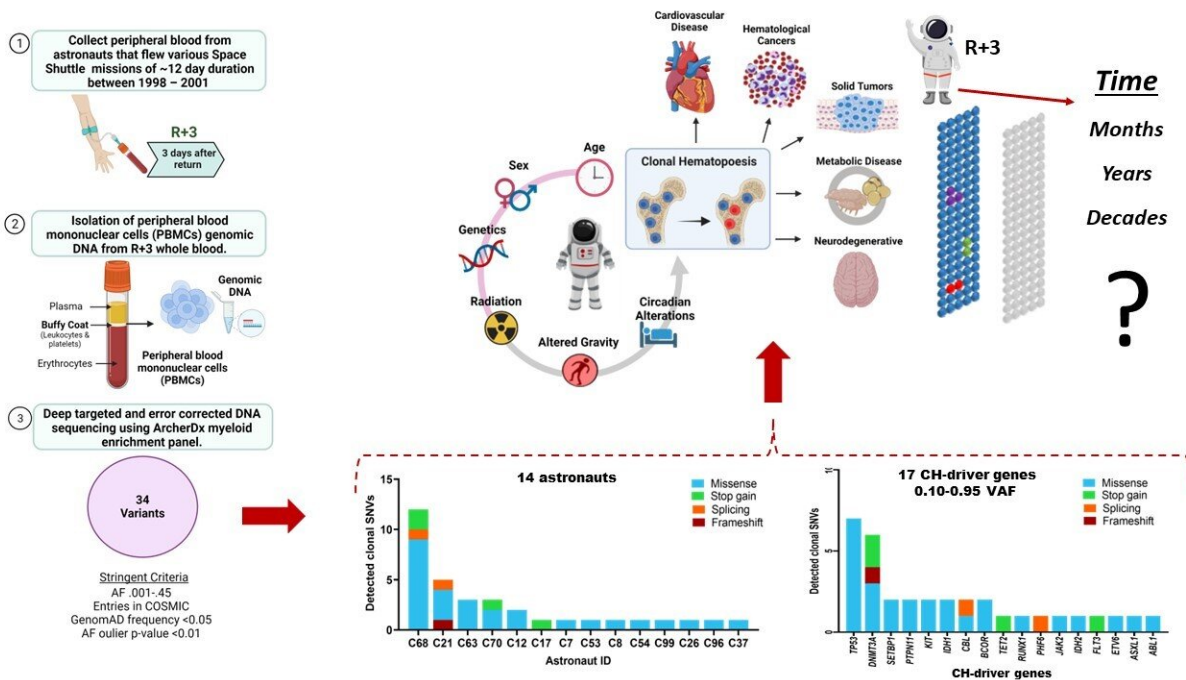 1
Collect peripheral blood from
astronauts that flew various Space
Shuttle missions of ~12 day duration
between 1998 – 2001
R+3
3 days after
return
2
Isolation of peripheral blood
mononuclear cells (PBMCs) genomic
DNA from R+3 whole blood.
Plasma
Buffy Coat
(Leukocytes &
platelets)
Erythrocytes
Genomic
DNA
Peripheral blood
mononuclear cells
(PBMCs)
3
Deep targeted and error corrected DNA
sequencing using ArcherDx myeloid
enrichment panel.
34
Variants
Stringent Criteria
AF .001-.45
Entries in COSMIC
GenomAD frequency <0.05
AF oulier p-value <0.01
Age
Sex
Genetics
Radiation
Altered Gravity
Circadian
Alterations
Clonal Hematopoesis
Cardiovascular
Disease
Hematological
Cancers
Solid Tumors
Metabolic Disease
Neurodegenerative
R+3
Time
Months
Years
Decades
?
14 astronauts
Missense
Stop gain
Splicing
Frameshift
Detected clonal SNVs
15
10
5
0
C68 C21 C63 C70 C12 C17 C7 C53 C8 C54 C99 C26 C96 C37
Astronaut ID
17 CH-driver genes
0.10-0.95 VAF
Missense
Stop gain
Splicing
Frameshift
Detected clonal SNVs
5
0
TP53 DNMT3A SETBP1 PTPN11 KIT IDH1 CBL BCOR TET2 RUNX1 PHF6 JAK2 IDH2 FLT3 ETV6 ASXL1 ABL1
CH-driver genes